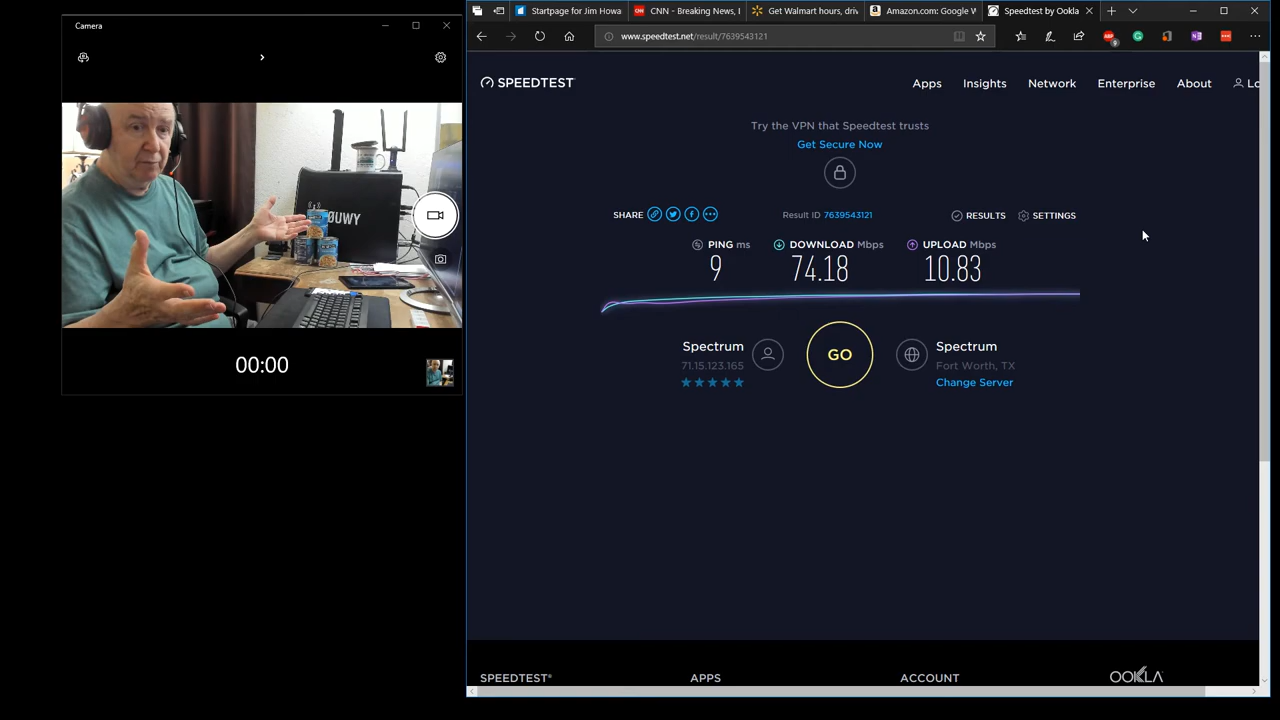 Camera
00:00
ØUWY
Startpage for Jim Howa
CNN - Breaking News, l
Get Walmart hours, driv
Amazon.com: Google W
Speedtest by Ookla
www.speedtest.net/result/7639543121
SPEEDTEST
Apps Insights Network Enterprise About Lo
Try the VPN that Speedtest trusts
Get Secure Now
SHARE Result ID 7639543121 RESULTS SETTINGS
PING ms DOWNLOAD Mbps UPLOAD Mbps
9 74.18 10.83
Spectrum GO Spectrum
71.15.123.165 Fort Worth, TX
Change Server
SPEEDTEST® APPS ACCOUNT OOKLA